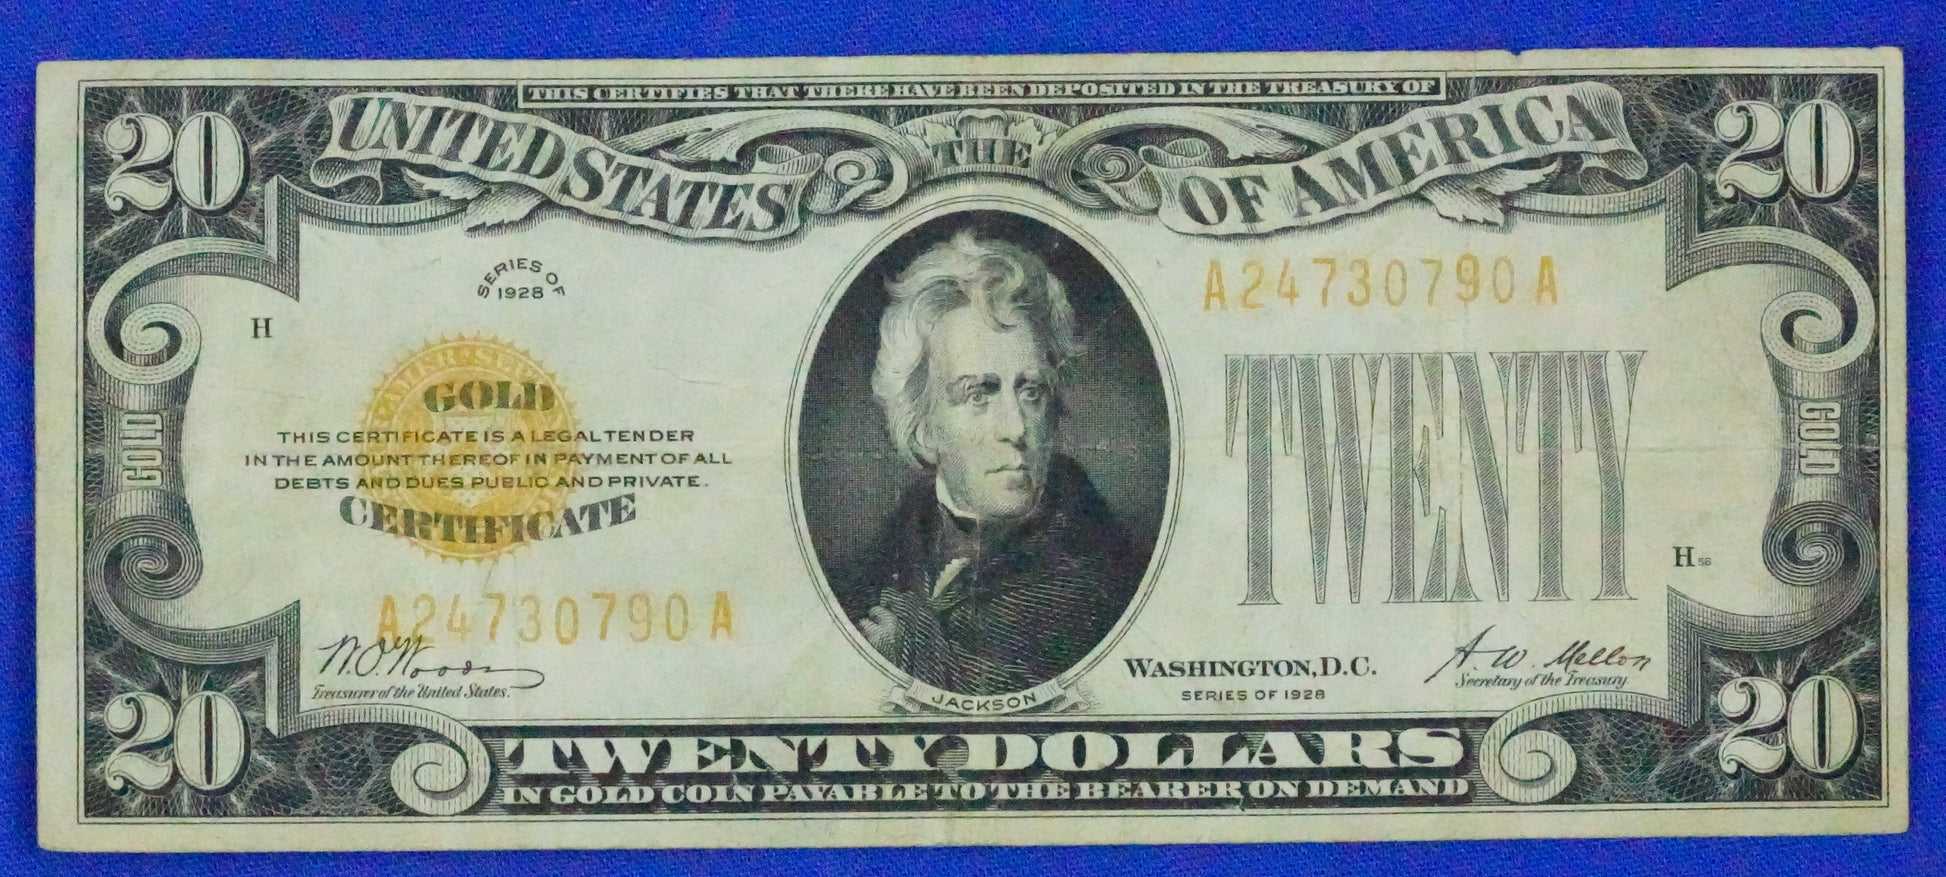 THIS CERTIFIES THAT THERE HAVE BEEN DEPOSITED IN THE TREASURY OF
20 UNITED STATES THE OF AMERICA 20
SERIES OF
1928
A24730790A
H
TWENTY
GOLD
THIS CERTIFICATE IS A LEGAL TENDER
IN THE AMOUNT THEREOF IN PAYMENT OF ALL
DEBTS AND DUES PUBLIC AND PRIVATE.
CERTIFICATE
GOLD
GOLD
H 56
A24730790A
W.O. Woods
Treasurer of the United States.
WASHINGTON, D.C.
SERIES OF 1928
A. W. Mellon
Secretary of the Treasury.
JACKSON
20 TWENTY DOLLARS 20
IN GOLD COIN PAYABLE TO THE BEARER ON DEMAND